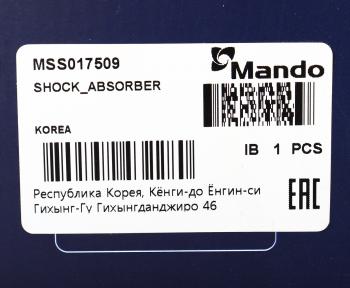 MSS017509
Mando
SHOCK_ABSORBER
KOREA
IB 1 PCS
Республика Корея, Кёнги-до Ёнгин-си
Гихынг-Гу Гихынгданджиро 46
EAC